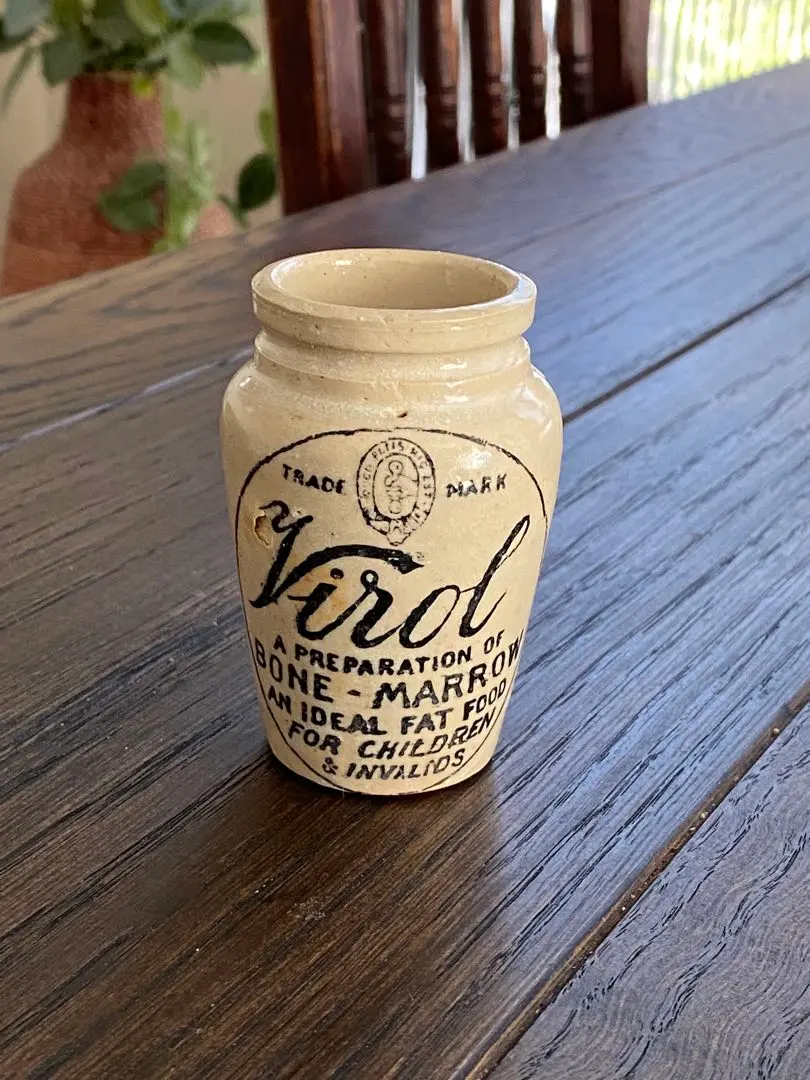 TRADE MARK
Virol
A PREPARATION OF
BONE - MARROW
AN IDEAL FAT FOOD
FOR CHILDREN
& INVALIDS